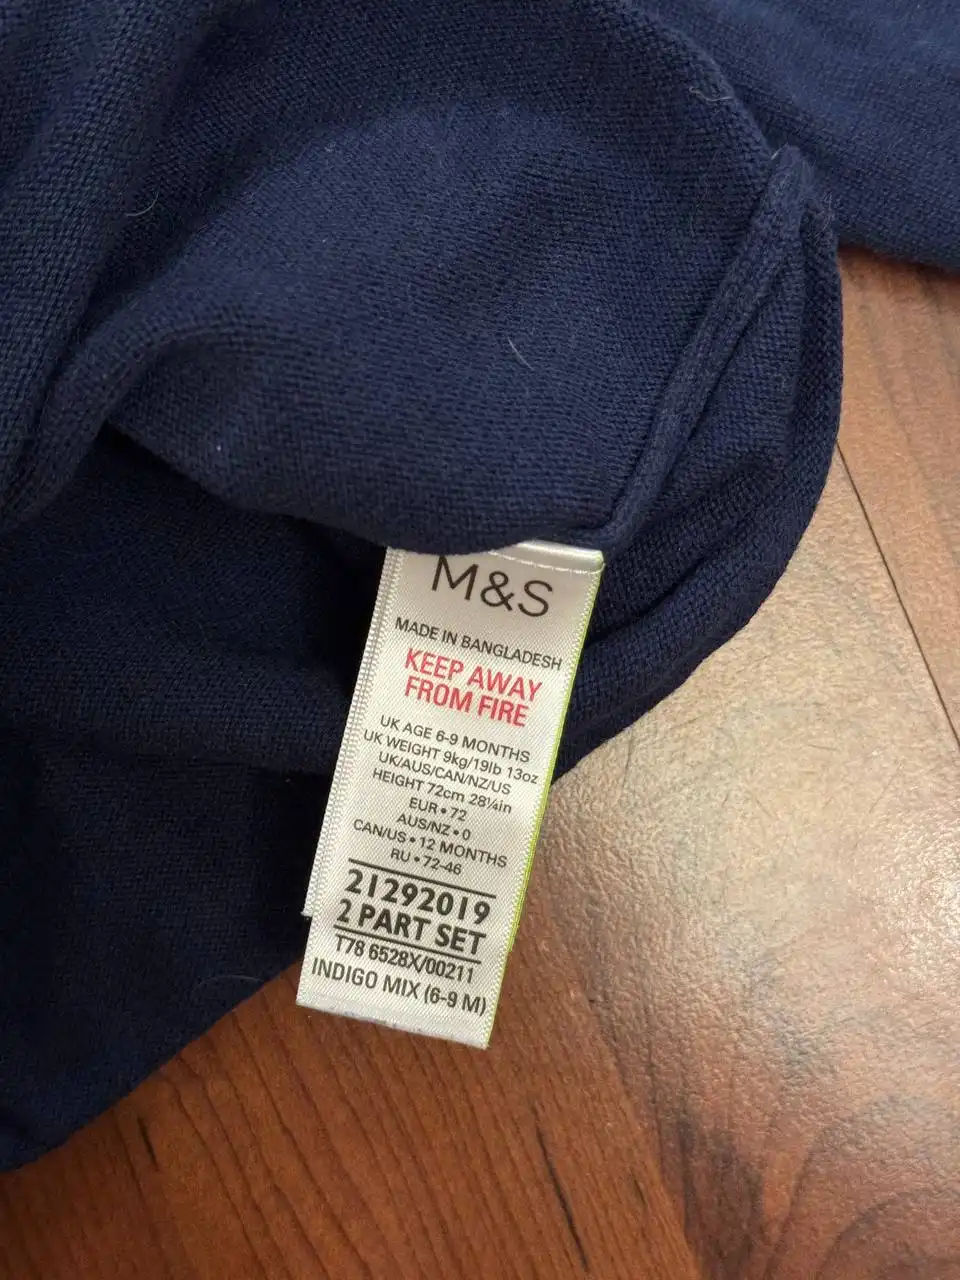 M&S
MADE IN BANGLADESH
KEEP AWAY
FROM FIRE
UK AGE 6-9 MONTHS
UK WEIGHT 9kg/19lb 13oz
UK/AUS/CAN/NZ/US
HEIGHT 72cm 28¼in
EUR • 72
AUS/NZ • 0
CAN/US • 12 MONTHS
RU • 72-46
21292019
2 PART SET
T78 6528X/00211
INDIGO MIX (6-9 M)